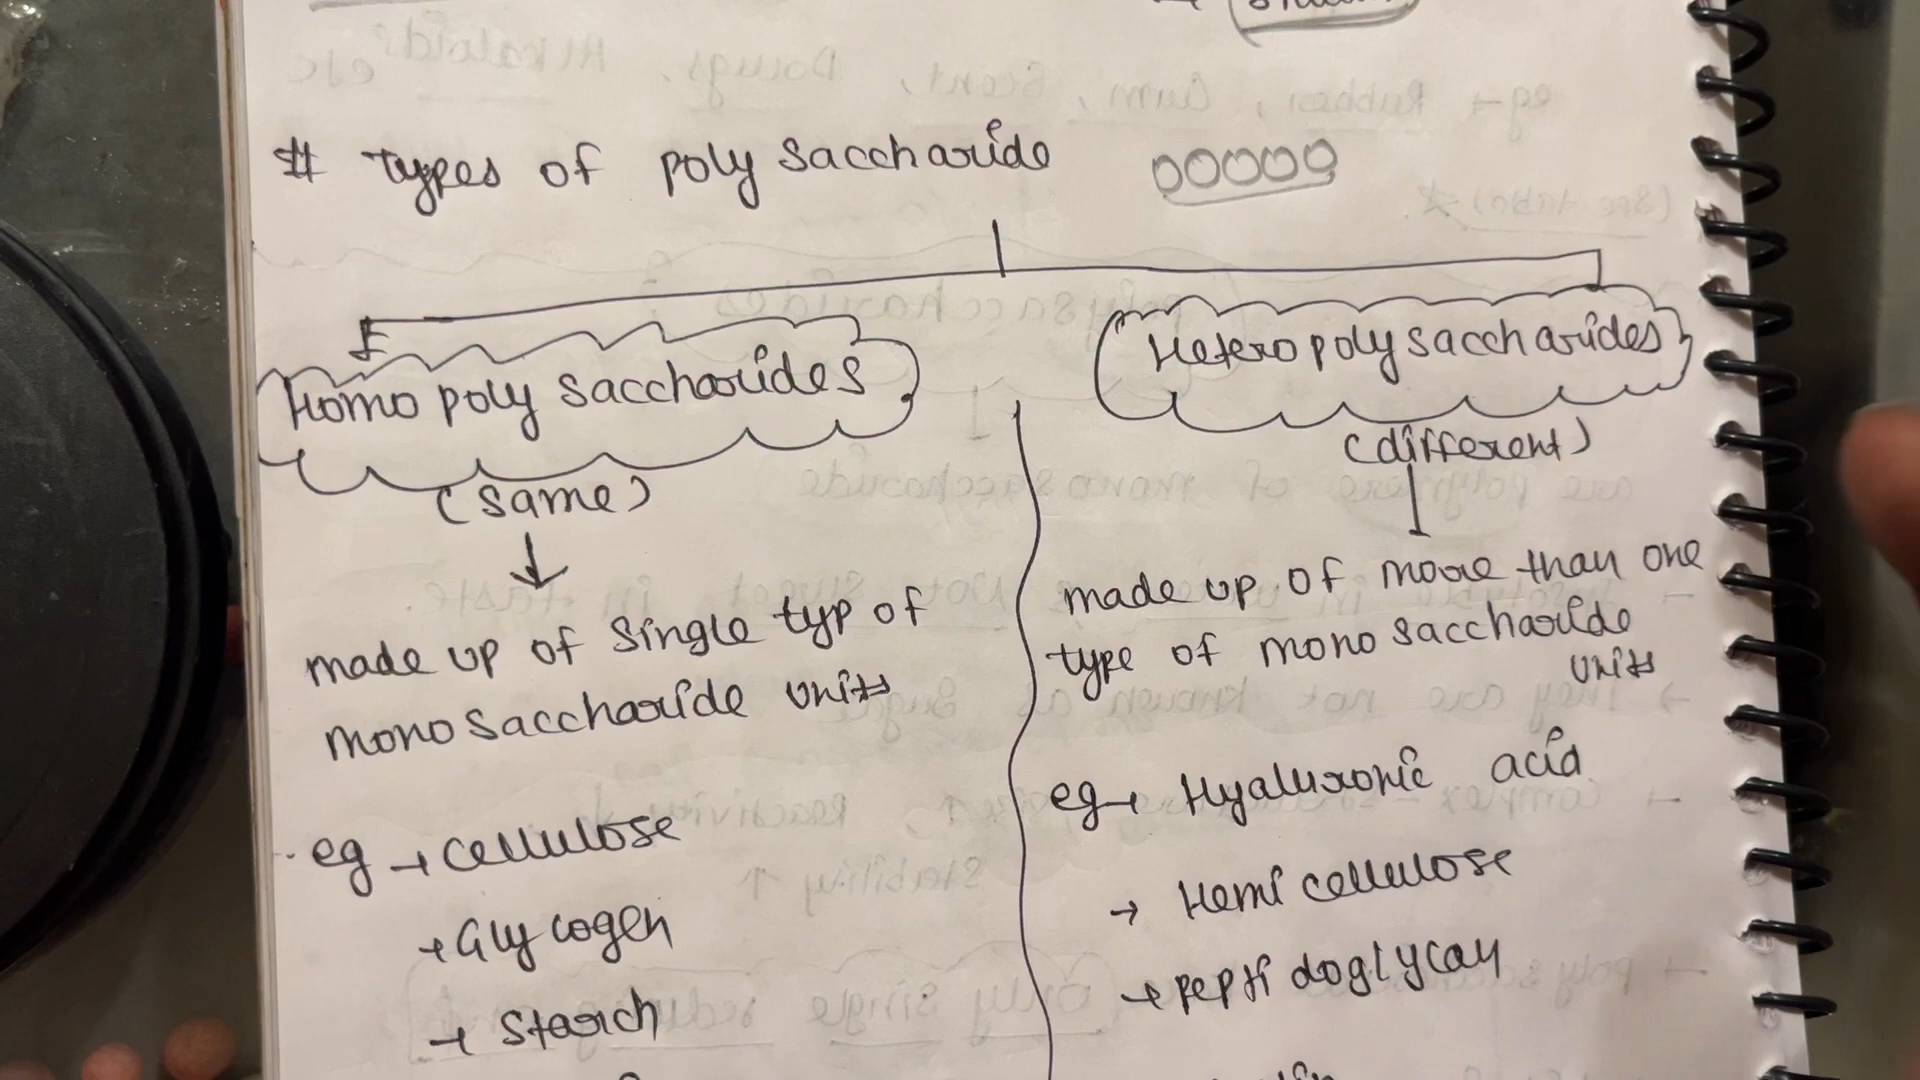 # types of poly saccharide
Homo poly saccharides
(same)
made up of single typ of
mono saccharide units
eg → cellulose
→ Glycogen
→ starch
Hetero poly saccharides
(different)
made up of more than one
type of mono saccharide
units
eg → Hyaluronic acid
→ Hemi cellulose
→ pepti doglycan